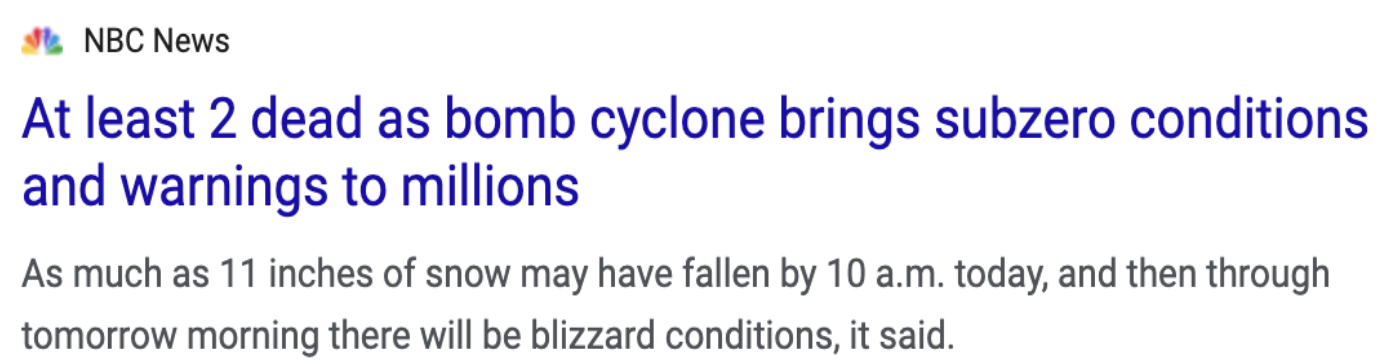 NBC News
At least 2 dead as bomb cyclone brings subzero conditions
and warnings to millions
As much as 11 inches of snow may have fallen by 10 a.m. today, and then through
tomorrow morning there will be blizzard conditions, it said.